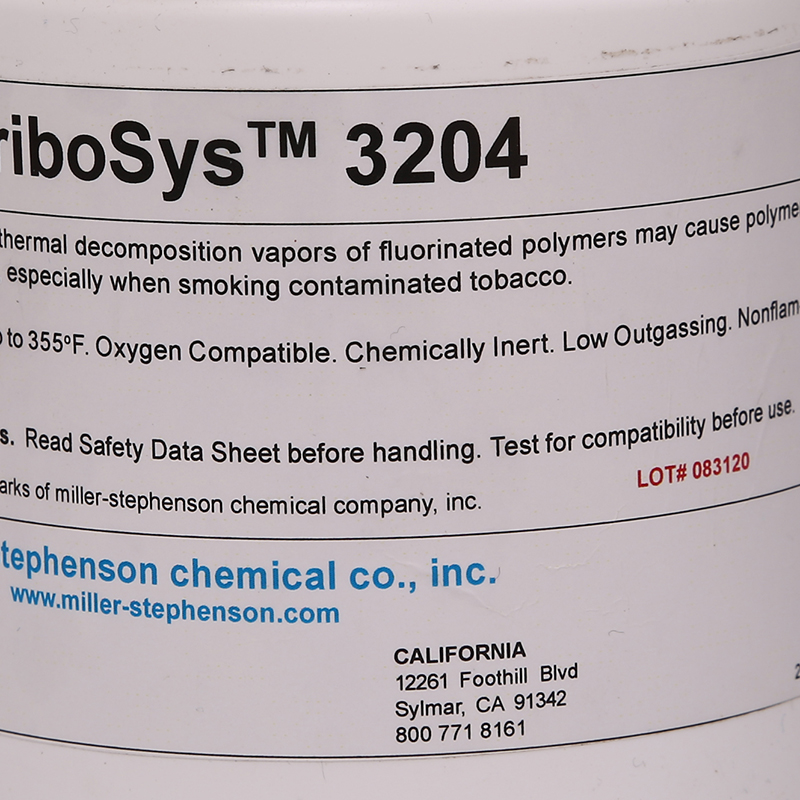 riboSys™ 3204
thermal decomposition vapors of fluorinated polymers may cause polyme
especially when smoking contaminated tobacco.
to 355ºF. Oxygen Compatible. Chemically Inert. Low Outgassing. Nonflam
s. Read Safety Data Sheet before handling. Test for compatibility before use.
LOT# 083120
arks of miller-stephenson chemical company, inc.
tephenson chemical co., inc.
www.miller-stephenson.com
CALIFORNIA
12261 Foothill Blvd
Sylmar, CA 91342
800 771 8161